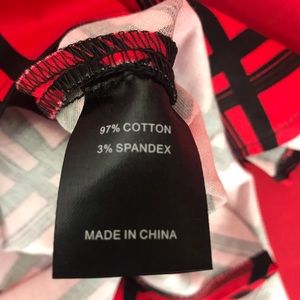 97% COTTON
3% SPANDEX
MADE IN CHINA